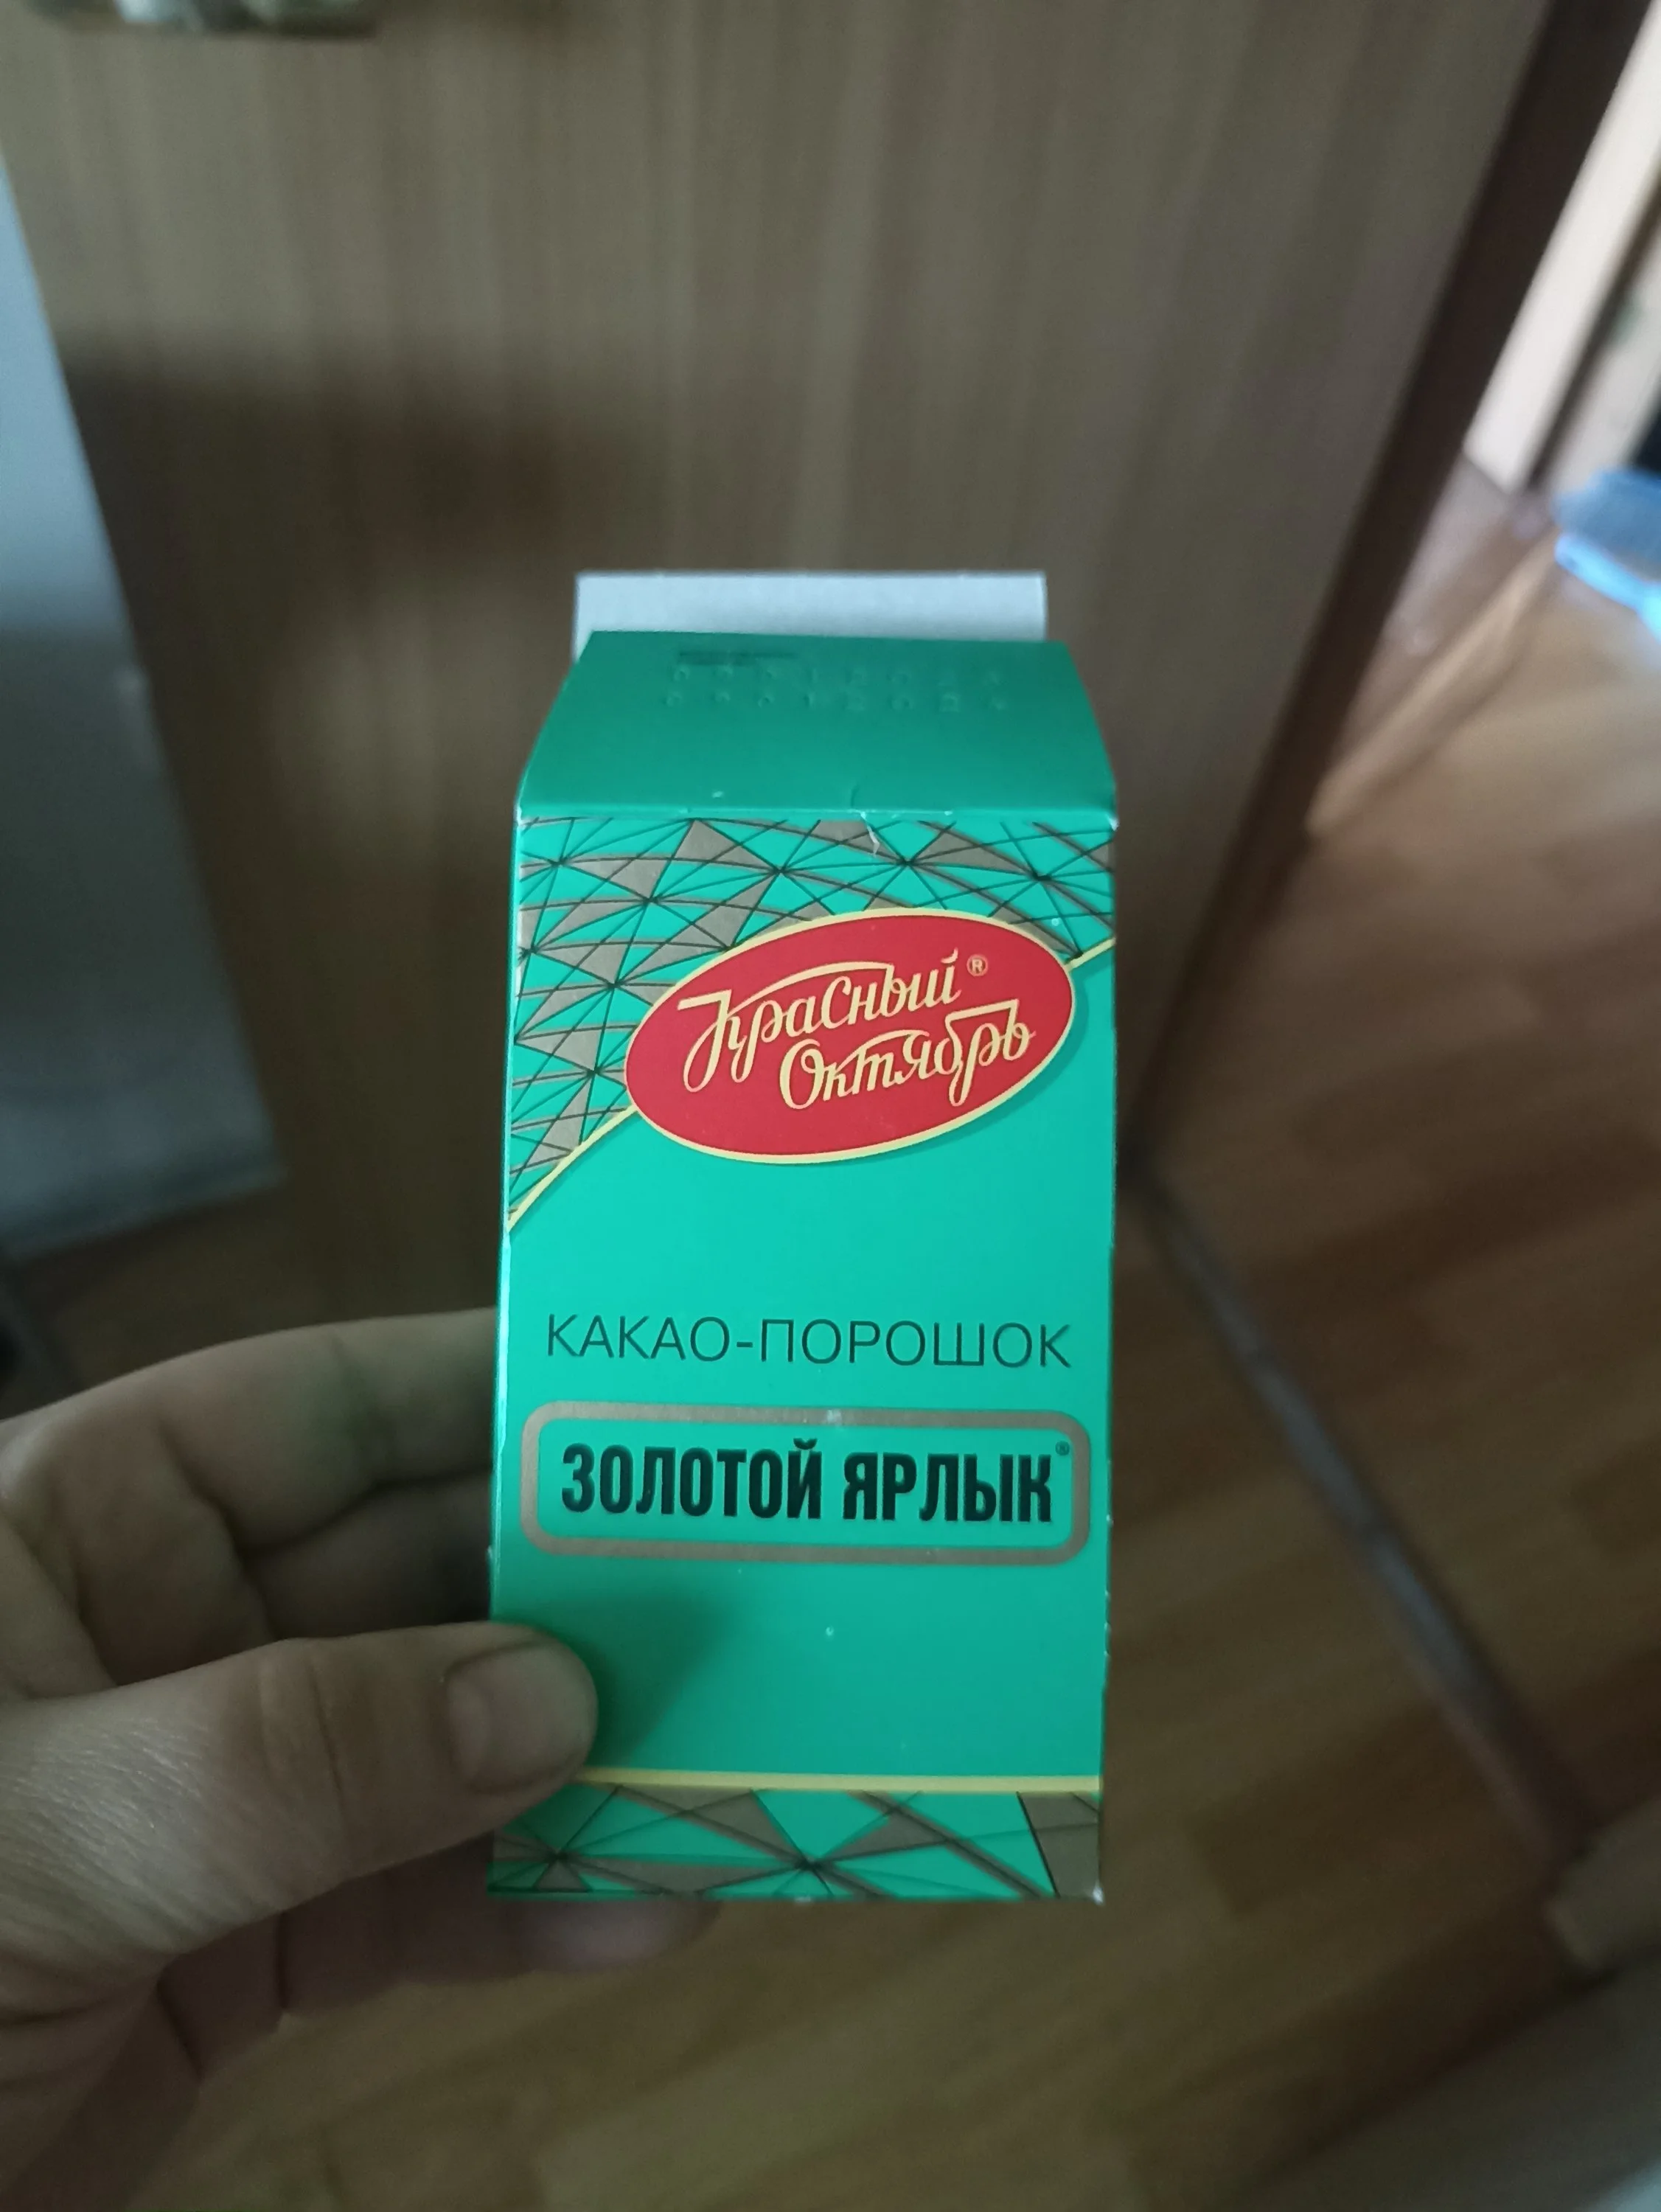 Красный ®
Октябрь
КАКАО-ПОРОШОК
ЗОЛОТОЙ ЯРЛЫК®